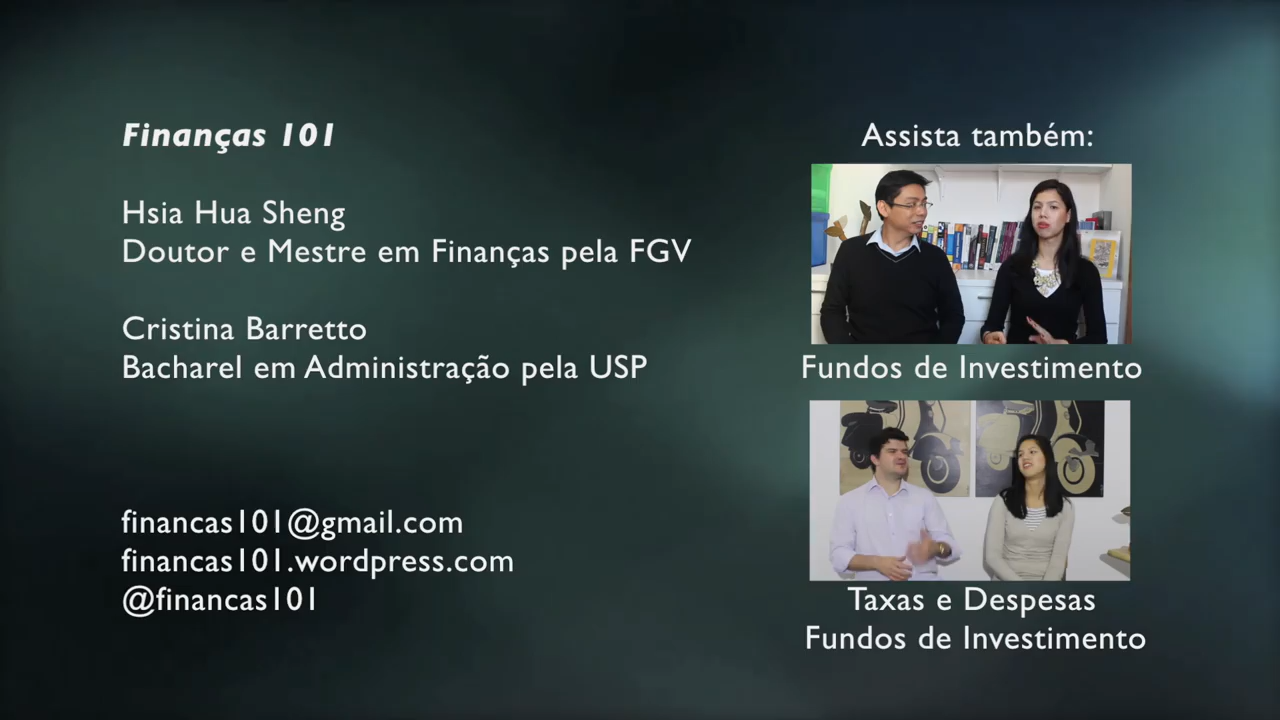 Finanças 101
Hsia Hua Sheng
Doutor e Mestre em Finanças pela FGV
Cristina Barretto
Bacharel em Administração pela USP
financas101@gmail.com
financas101.wordpress.com
@financas101
Assista também:
Fundos de Investimento
Taxas e Despesas
Fundos de Investimento